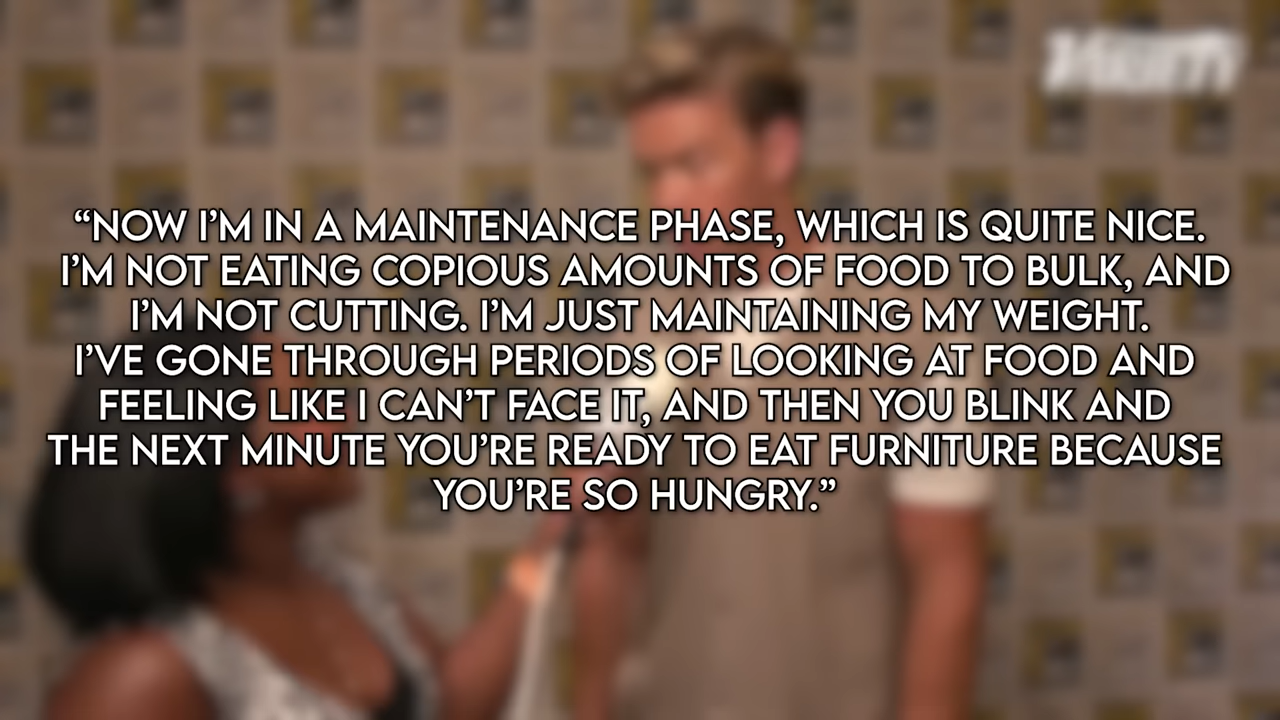 VARIETY
“NOW I’M IN A MAINTENANCE PHASE, WHICH IS QUITE NICE.
I’M NOT EATING COPIOUS AMOUNTS OF FOOD TO BULK, AND
I’M NOT CUTTING. I’M JUST MAINTAINING MY WEIGHT.
I’VE GONE THROUGH PERIODS OF LOOKING AT FOOD AND
FEELING LIKE I CAN’T FACE IT, AND THEN YOU BLINK AND
THE NEXT MINUTE YOU’RE READY TO EAT FURNITURE BECAUSE
YOU’RE SO HUNGRY.”